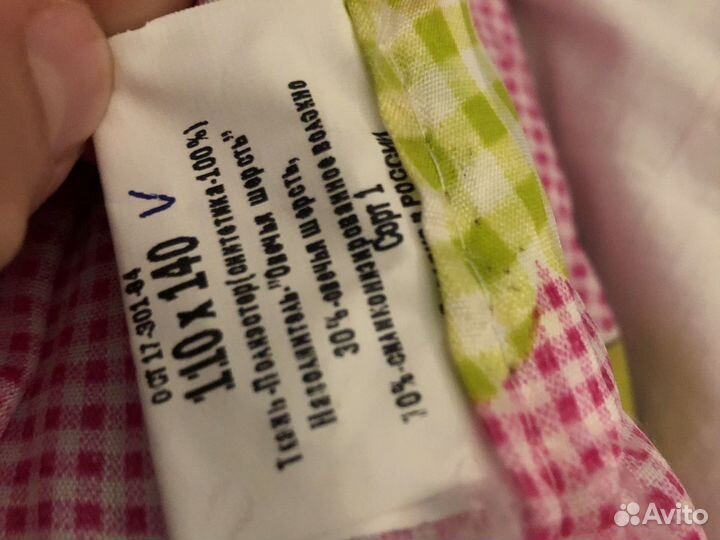 ОСТ 17-301-84
110 х 140 V
Ткань-Полиэстер(синтетика-100%)
Наполнитель-"Овечья шерсть"
30%-овечья шерсть,
70%-силиконизированное волокно
Сорт 1
РОССИИ
Avito